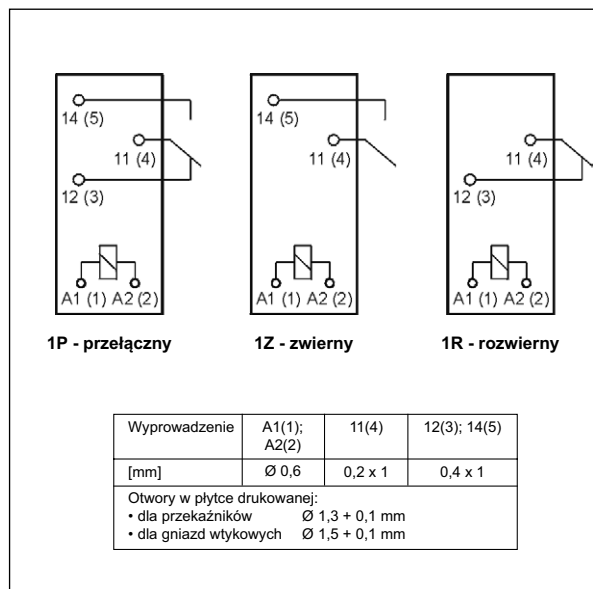 14 (5)
11 (4)
12 (3)
A1 (1) A2 (2)
1P - przełączny
14 (5)
11 (4)
A1 (1) A2 (2)
1Z - zwierny
11 (4)
12 (3)
A1 (1) A2 (2)
1R - rozwierny
Wyprowadzenie A1(1); 11(4) 12(3); 14(5)
A2(2)
[mm] Ø 0,6 0,2 x 1 0,4 x 1
Otwory w płytce drukowanej:
• dla przekaźników Ø 1,3 + 0,1 mm
• dla gniazd wtykowych Ø 1,5 + 0,1 mm